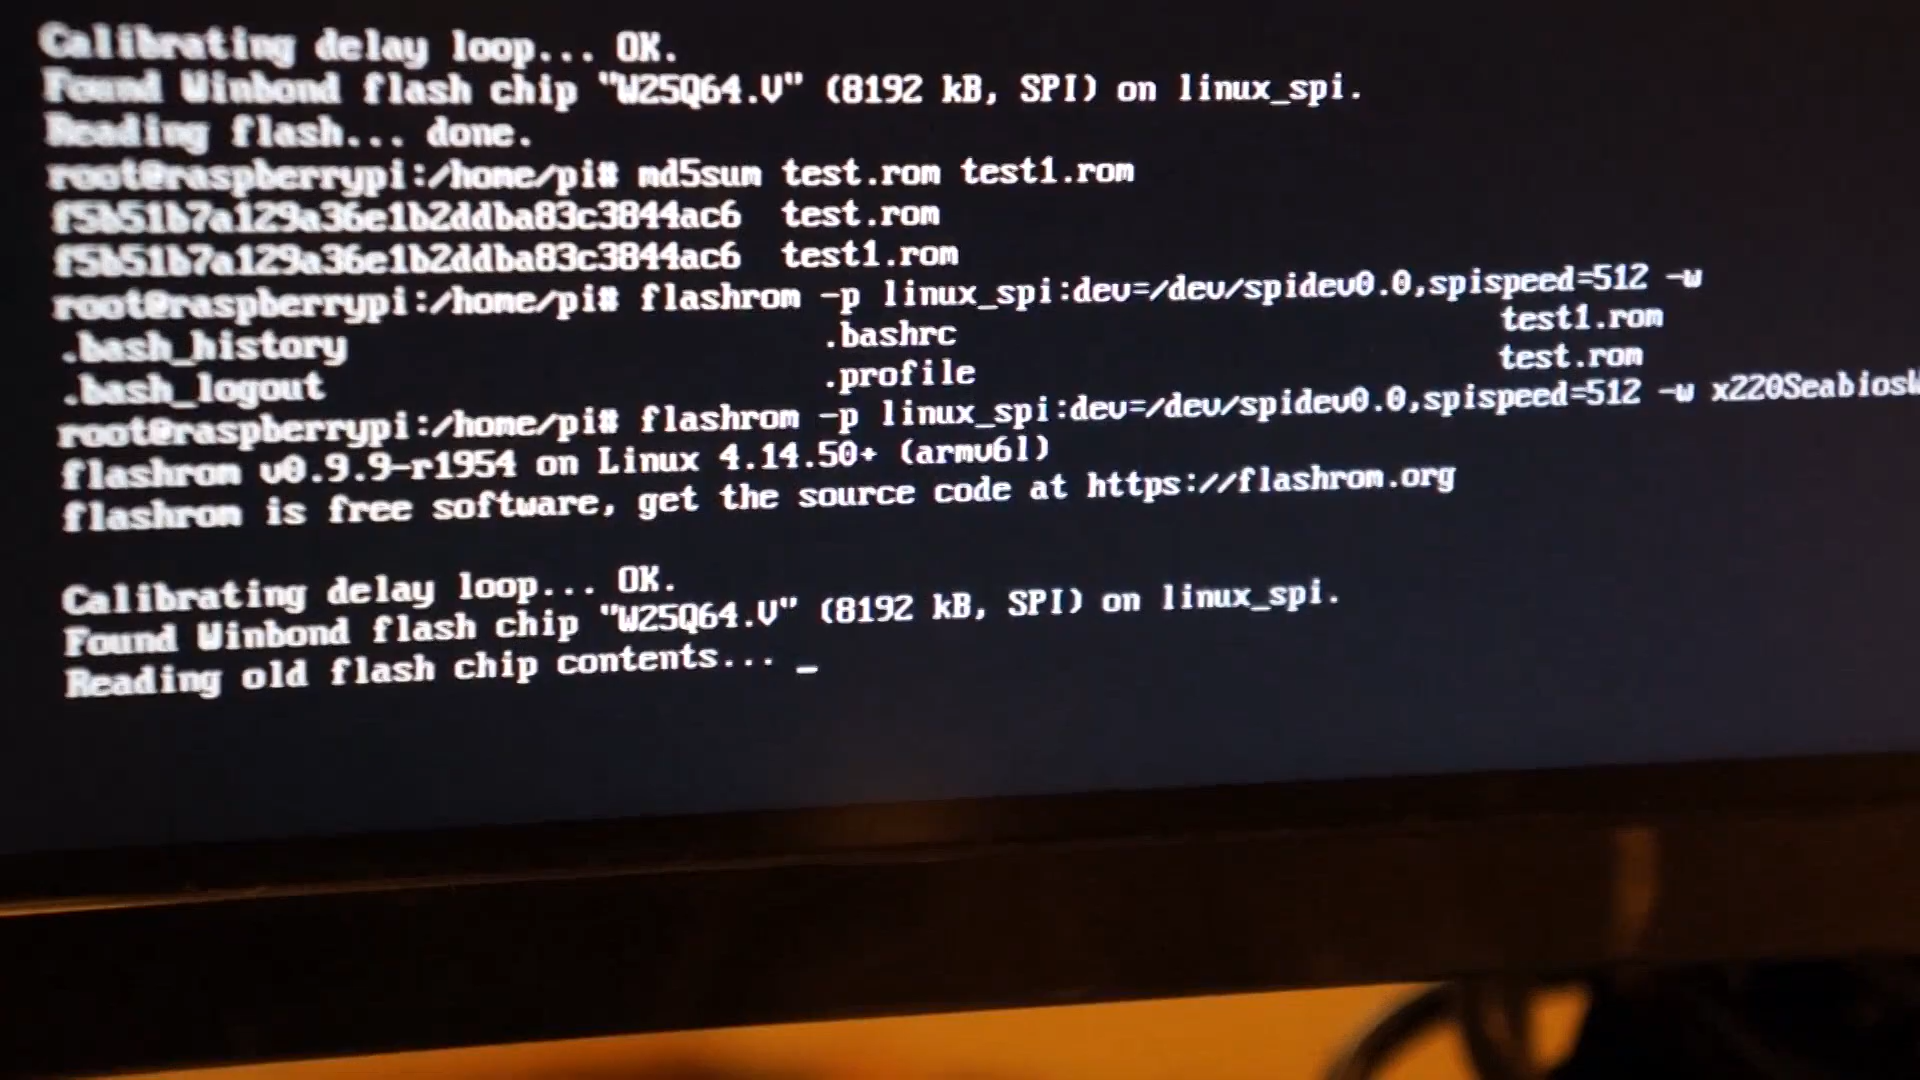 Calibrating delay loop... OK.
Found Winbond flash chip "W25Q64.V" (8192 kB, SPI) on linux_spi.
Reading flash... done.
root@raspberrypi:/home/pi# md5sum test.rom test1.rom
f5b51b7a129a36e1b2ddba83c3844ac6  test.rom
f5b51b7a129a36e1b2ddba83c3844ac6  test1.rom
root@raspberrypi:/home/pi# flashrom -p linux_spi:dev=/dev/spidev0.0,spispeed=512 -w
.bash_history .bashrc test1.rom
.bash_logout .profile test.rom
root@raspberrypi:/home/pi# flashrom -p linux_spi:dev=/dev/spidev0.0,spispeed=512 -w x220SeabiosW
flashrom v0.9.9-r1954 on Linux 4.14.50+ (armv6l)
flashrom is free software, get the source code at https://flashrom.org
Calibrating delay loop... OK.
Found Winbond flash chip "W25Q64.V" (8192 kB, SPI) on linux_spi.
Reading old flash chip contents... _